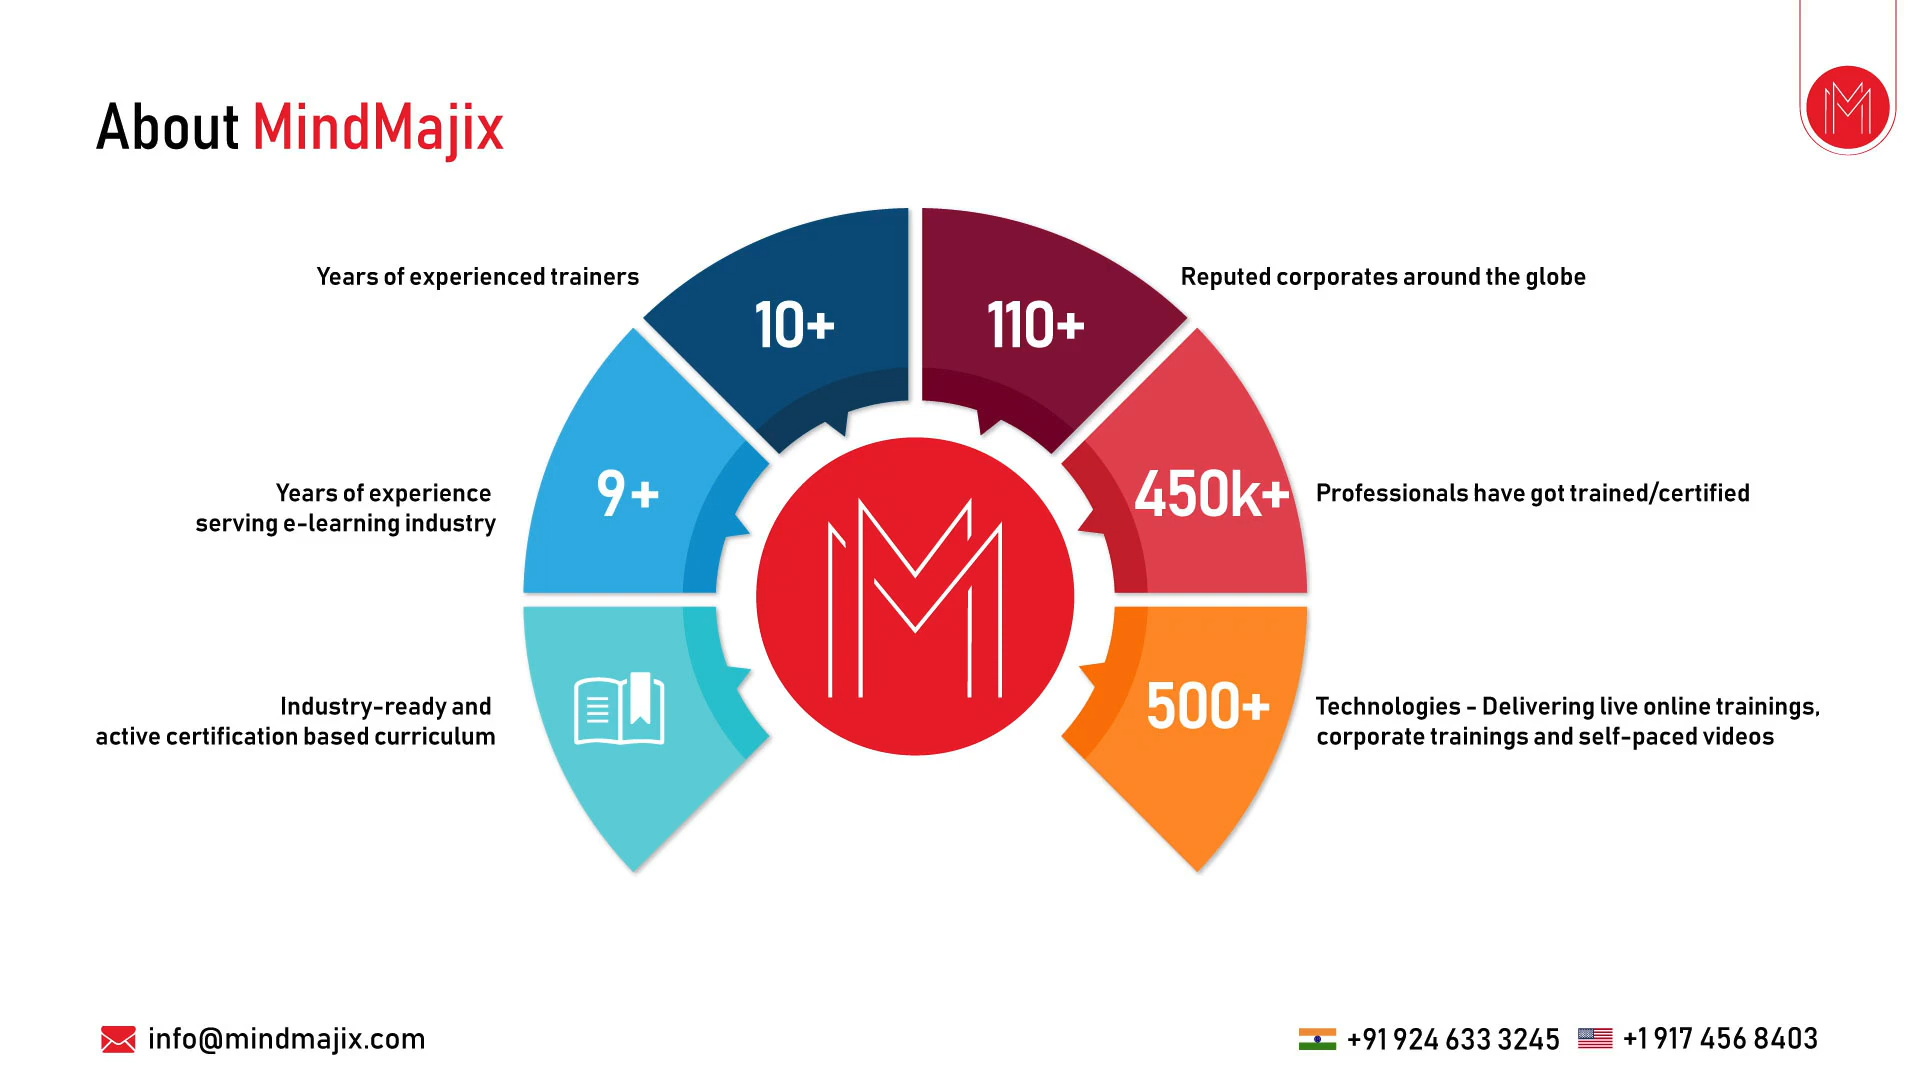 About MindMajix
Years of experienced trainers
10+
110+
Reputed corporates around the globe
Years of experience
serving e-learning industry
9+
450k+
Professionals have got trained/certified
Industry-ready and
active certification based curriculum
500+
Technologies - Delivering live online trainings,
corporate trainings and self-paced videos
info@mindmajix.com
+91 924 633 3245
+1 917 456 8403